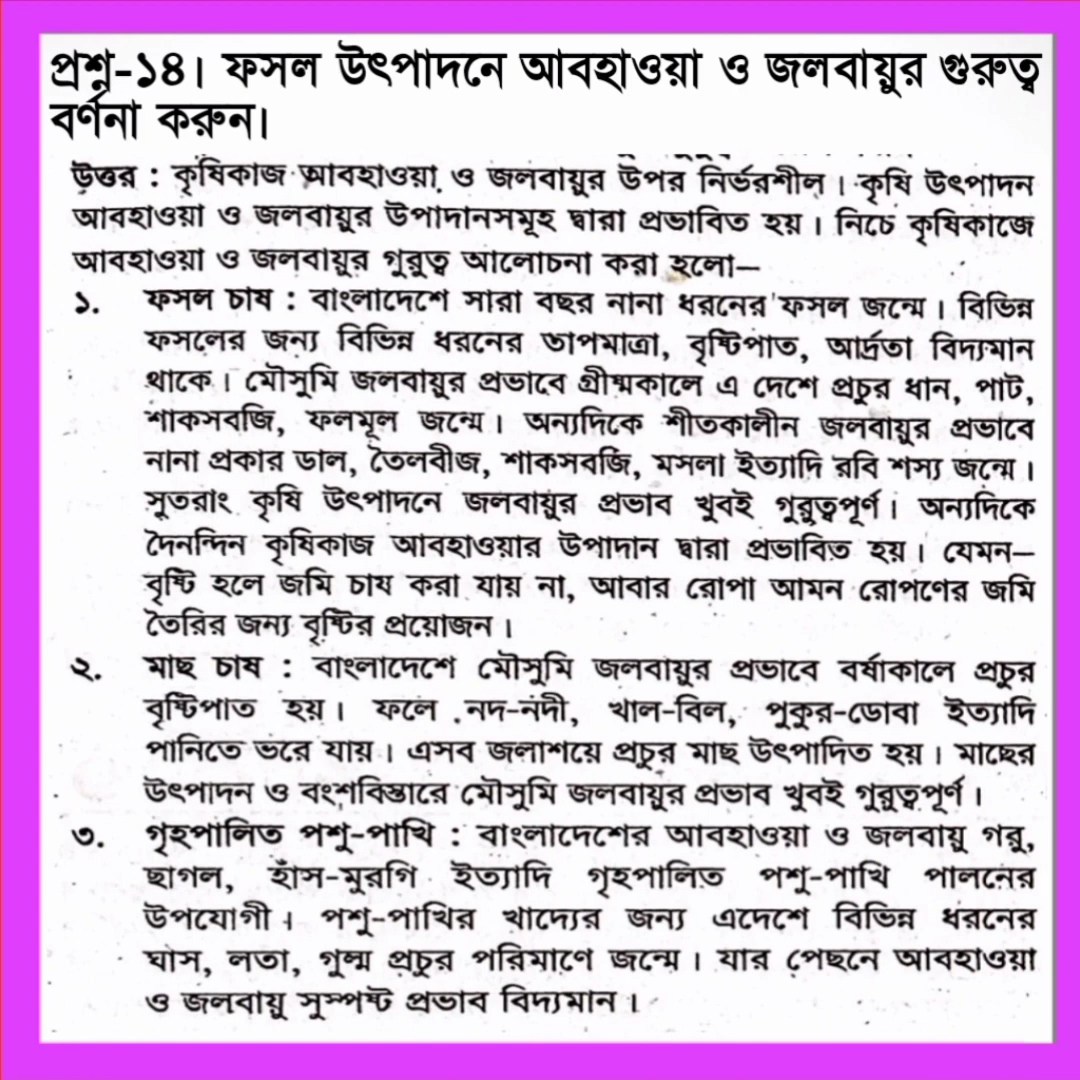 প্রশ্ন-১৪। ফসল উৎপাদনে আবহাওয়া ও জলবায়ুর গুরুত্ব
বর্ণনা করুন।
উত্তর : কৃষিকাজ আবহাওয়া ও জলবায়ুর উপর নির্ভরশীল। কৃষি উৎপাদন
আবহাওয়া ও জলবায়ুর উপাদানসমূহ দ্বারা প্রভাবিত হয়। নিচে কৃষিকাজে
আবহাওয়া ও জলবায়ুর গুরুত্ব আলোচনা করা হলো—
১. ফসল চাষ : বাংলাদেশে সারা বছর নানা ধরনের ফসল জন্মে। বিভিন্ন
ফসলের জন্য বিভিন্ন ধরনের তাপমাত্রা, বৃষ্টিপাত, আর্দ্রতা বিদ্যমান
থাকে। মৌসুমি জলবায়ুর প্রভাবে গ্রীষ্মকালে এ দেশে প্রচুর ধান, পাট,
শাকসবজি, ফলমূল জন্মে। অন্যদিকে শীতকালীন জলবায়ুর প্রভাবে
নানা প্রকার ডাল, তৈলবীজ, শাকসবজি, মসলা ইত্যাদি রবি শস্য জন্মে।
সুতরাং কৃষি উৎপাদনে জলবায়ুর প্রভাব খুবই গুরুত্বপূর্ণ। অন্যদিকে
দৈনন্দিন কৃষিকাজ আবহাওয়ার উপাদান দ্বারা প্রভাবিত হয়। যেমন—
বৃষ্টি হলে জমি চায করা যায় না, আবার রোপা আমন রোপণের জমি
তৈরির জন্য বৃষ্টির প্রয়োজন।
২. মাছ চাষ : বাংলাদেশে মৌসুমি জলবায়ুর প্রভাবে বর্ষাকালে প্রচুর
বৃষ্টিপাত হয়। ফলে নদ-নদী, খাল-বিল, পুকুর-ডোবা ইত্যাদি
পানিতে ভরে যায়। এসব জলাশয়ে প্রচুর মাছ উৎপাদিত হয়। মাছের
উৎপাদন ও বংশবিস্তারে মৌসুমি জলবায়ুর প্রভাব খুবই গুরুত্বপূর্ণ।
৩. গৃহপালিত পশু-পাখি : বাংলাদেশের আবহাওয়া ও জলবায়ু গরু,
ছাগল, হাঁস-মুরগি ইত্যাদি গৃহপালিত পশু-পাখি পালনের
উপযোগী। পশু-পাখির খাদ্যের জন্য এদেশে বিভিন্ন ধরনের
ঘাস, লতা, গুল্ম প্রচুর পরিমাণে জন্মে। যার পেছনে আবহাওয়া
ও জলবায়ু সুস্পষ্ট প্রভাব বিদ্যমান।